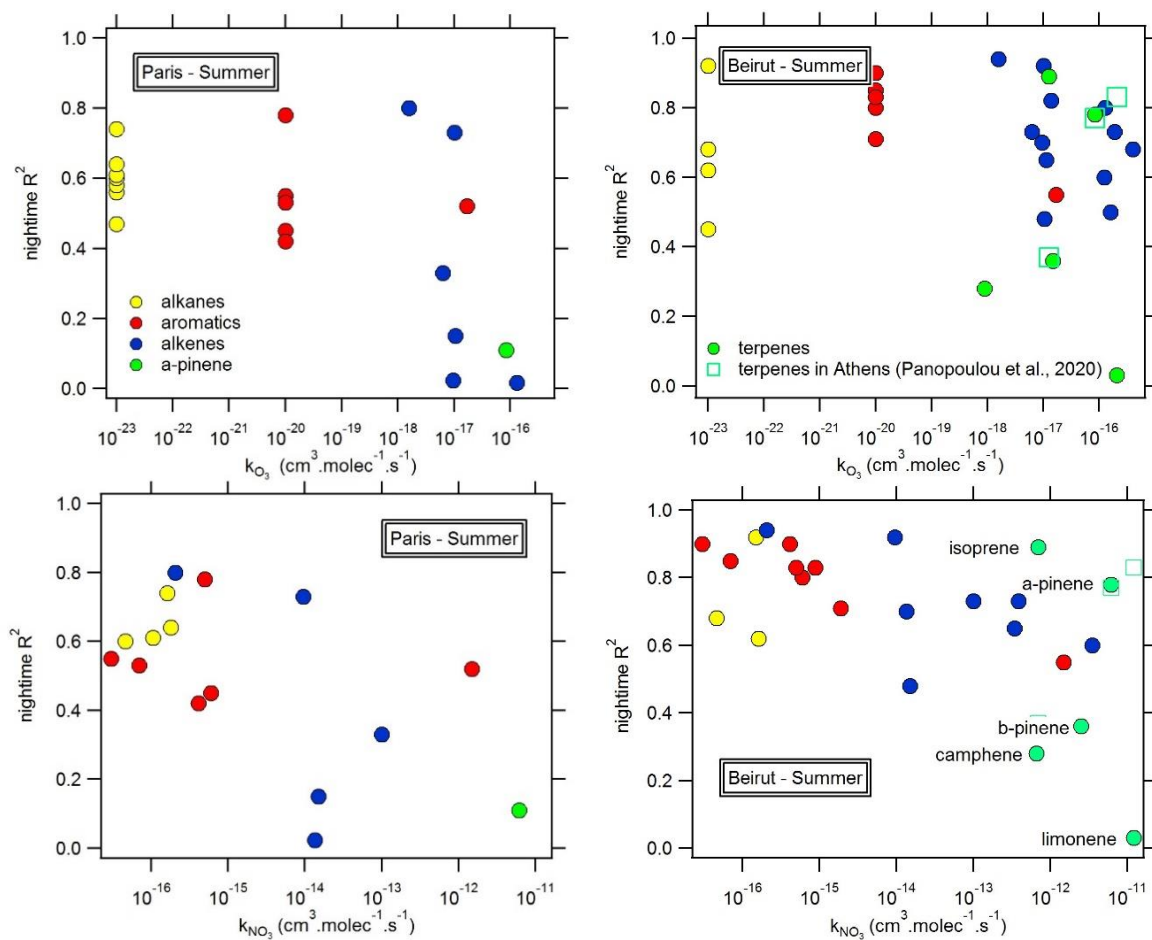 1.0
0.8
0.6
0.4
0.2
0.0
nightime R²
Paris - Summer
alkanes
aromatics
alkenes
a-pinene
10⁻²³ 10⁻²² 10⁻²¹ 10⁻²⁰ 10⁻¹⁹ 10⁻¹⁸ 10⁻¹⁷ 10⁻¹⁶
k_O₃ (cm³.molec⁻¹.s⁻¹)
1.0
0.8
0.6
0.4
0.2
0.0
nightime R²
Beirut - Summer
terpenes
terpenes in Athens (Panopoulou et al., 2020)
10⁻²³ 10⁻²² 10⁻²¹ 10⁻²⁰ 10⁻¹⁹ 10⁻¹⁸ 10⁻¹⁷ 10⁻¹⁶
k_O₃ (cm³.molec⁻¹.s⁻¹)
1.0
0.8
0.6
0.4
0.2
0.0
nightime R²
Paris - Summer
10⁻¹⁶ 10⁻¹⁵ 10⁻¹⁴ 10⁻¹³ 10⁻¹² 10⁻¹¹
k_NO₃ (cm³.molec⁻¹.s⁻¹)
1.0
0.8
0.6
0.4
0.2
0.0
nightime R²
isoprene
a-pinene
b-pinene
camphene
Beirut - Summer
limonene
10⁻¹⁶ 10⁻¹⁵ 10⁻¹⁴ 10⁻¹³ 10⁻¹² 10⁻¹¹
k_NO₃ (cm³.molec⁻¹.s⁻¹)